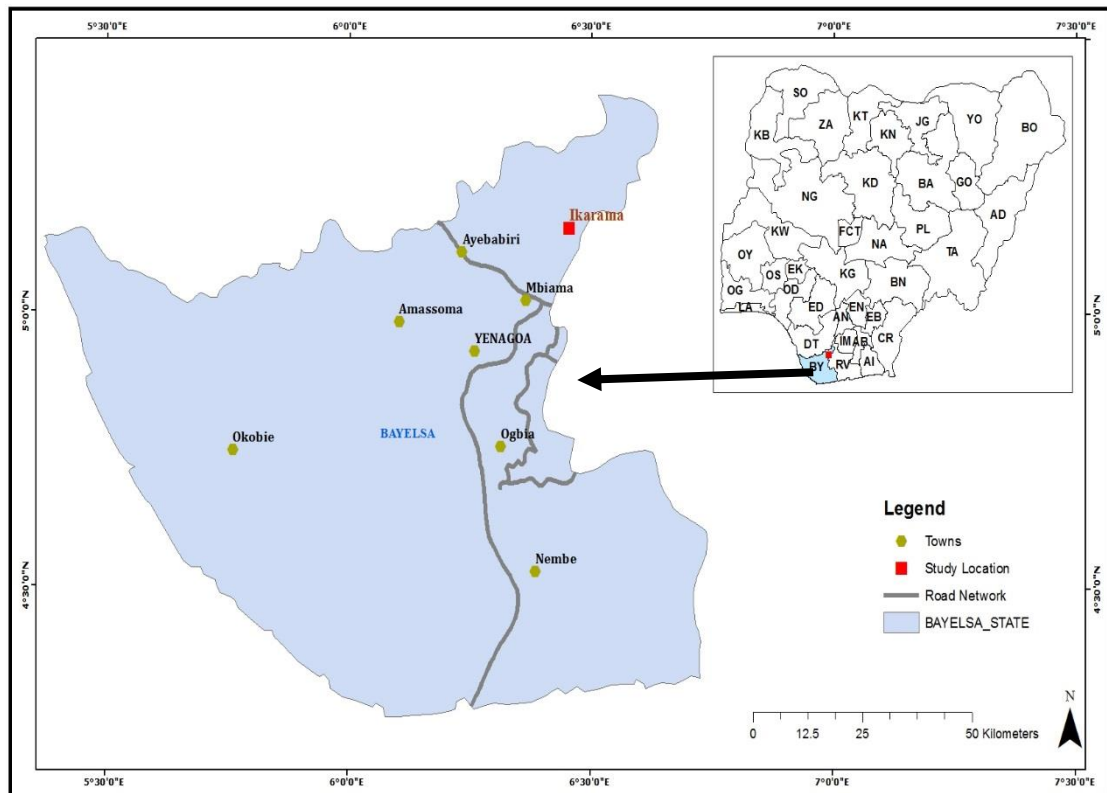 5°30'0"E
6°0'0"E
6°30'0"E
7°0'0"E
7°30'0"E
SO
KT
JG
YO
ZA
KN
BO
KB
KD
BA
GO
NG
AD
FCT
PL
KW
NA
TA
OY
EK
KG
OS
BN
OG
OD
LA
ED
EN
AN
EB
DT
IM
AB
CR
BY
RV
AI
Ikarama
Ayebabiri
Mbiama
5°0'0"N
5°0'0"N
Amassoma
YENAGOA
BAYELSA
Okobie
Ogbia
Nembe
4°30'0"N
4°30'0"N
Legend
Towns
Study Location
Road Network
BAYELSA_STATE
N
0 12.5 25 50 Kilometers
5°30'0"E
6°0'0"E
6°30'0"E
7°0'0"E
7°30'0"E